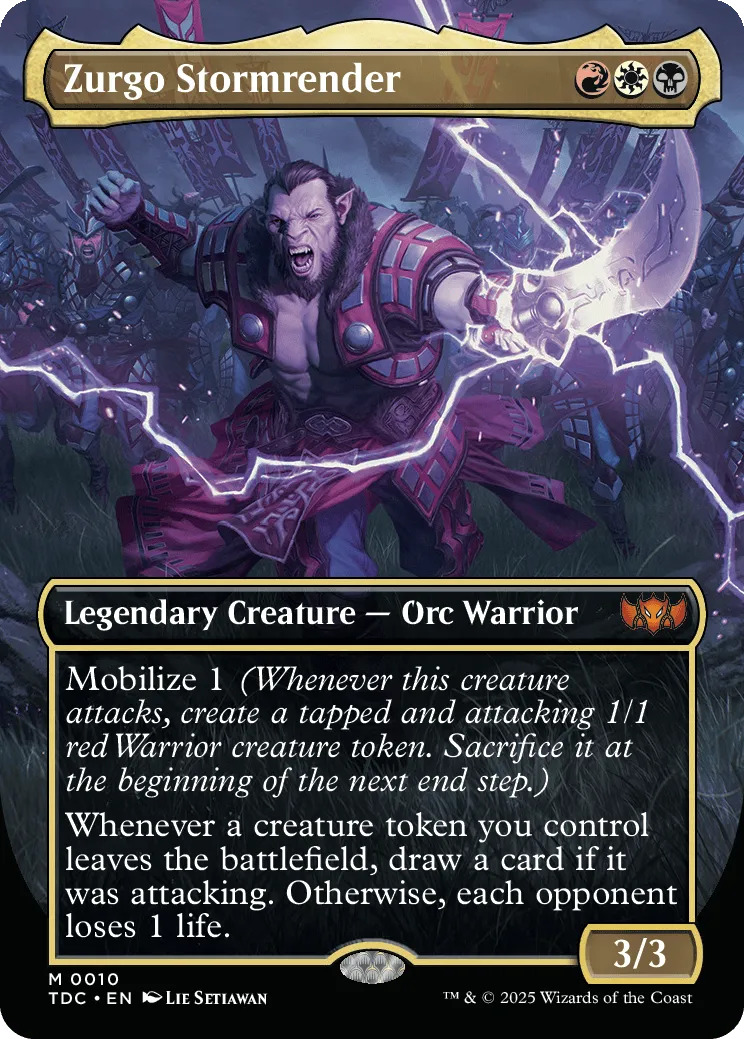 Zurgo Stormrender
Legendary Creature — Orc Warrior
Mobilize 1 (Whenever this creature
attacks, create a tapped and attacking 1/1
red Warrior creature token. Sacrifice it at
the beginning of the next end step.)
Whenever a creature token you control
leaves the battlefield, draw a card if it
was attacking. Otherwise, each opponent
loses 1 life.
3/3
M 0010
TDC • EN Lie Setiawan
™ & © 2025 Wizards of the Coast